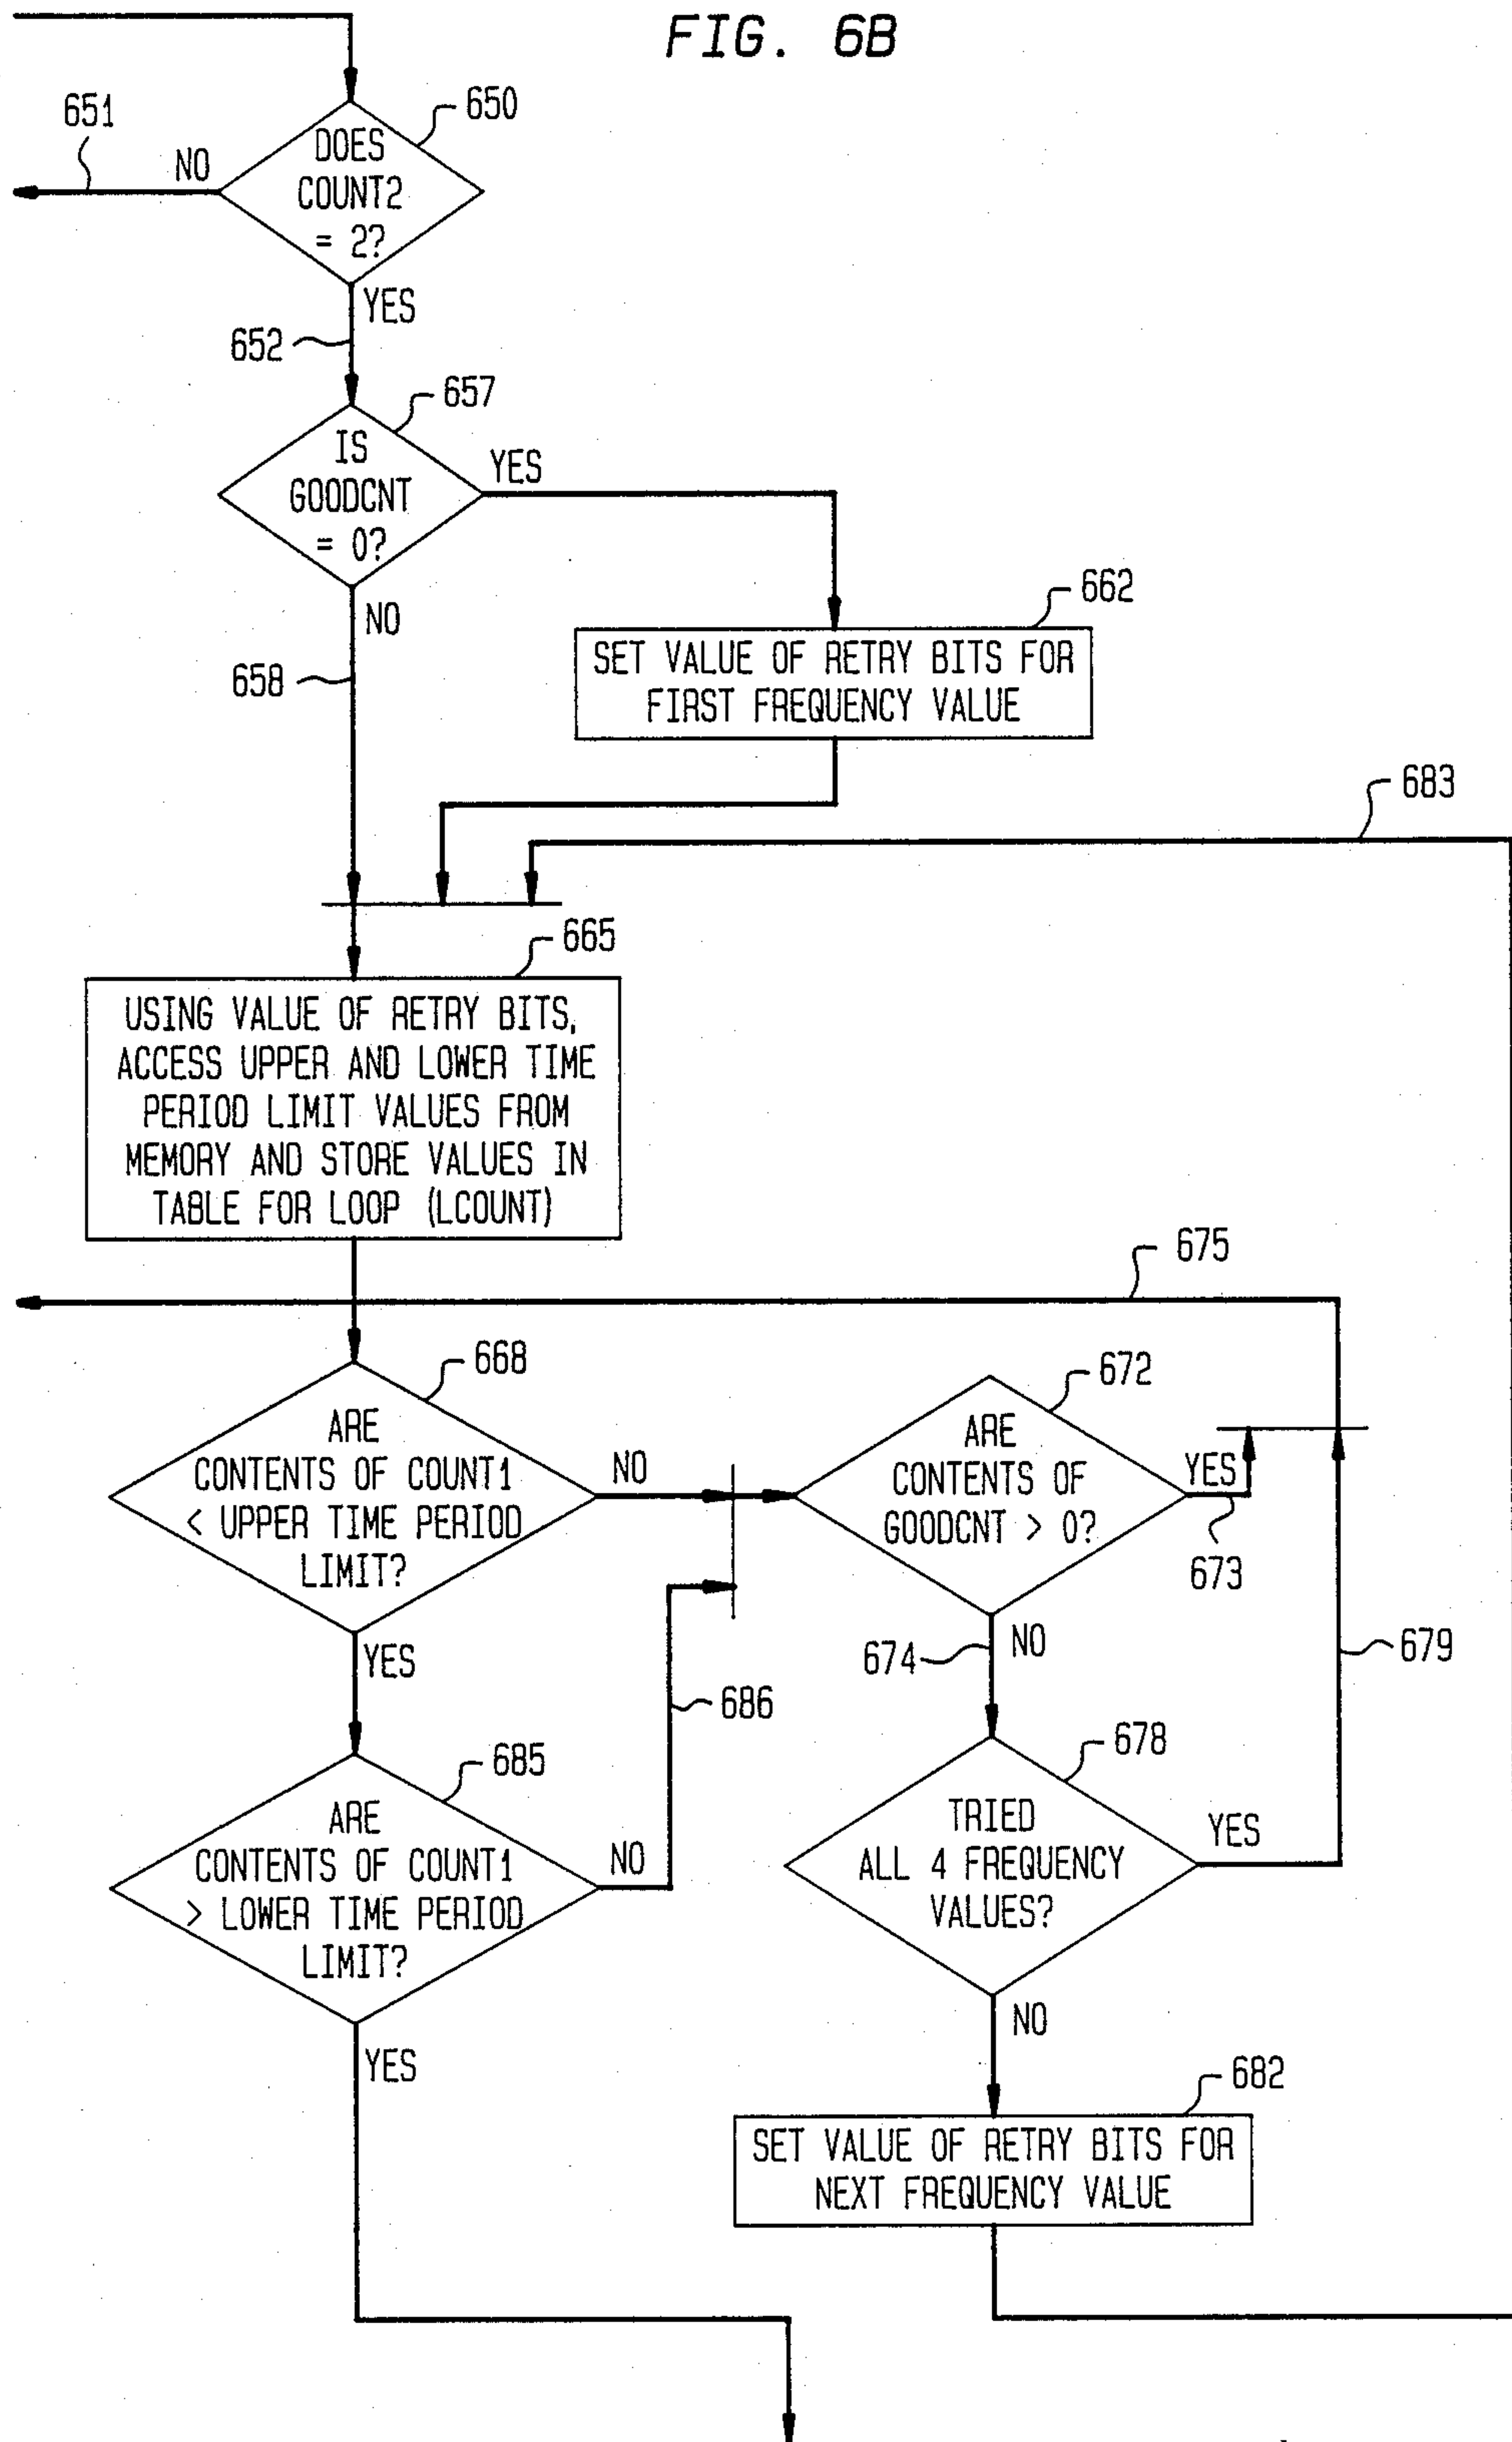 FIG. 6B
651
650
NO
DOES
COUNT2
= 2?
YES
652
657
IS
GOODCNT
= 0?
YES
NO
658
662
SET VALUE OF RETRY BITS FOR
FIRST FREQUENCY VALUE
683
665
USING VALUE OF RETRY BITS,
ACCESS UPPER AND LOWER TIME
PERIOD LIMIT VALUES FROM
MEMORY AND STORE VALUES IN
TABLE FOR LOOP (LCOUNT)
675
668
ARE
CONTENTS OF COUNT1
< UPPER TIME PERIOD
LIMIT?
NO
YES
672
ARE
CONTENTS OF
GOODCNT > 0?
YES
673
674
NO
679
686
685
ARE
CONTENTS OF COUNT1
> LOWER TIME PERIOD
LIMIT?
NO
YES
678
TRIED
ALL 4 FREQUENCY
VALUES?
YES
NO
682
SET VALUE OF RETRY BITS FOR
NEXT FREQUENCY VALUE